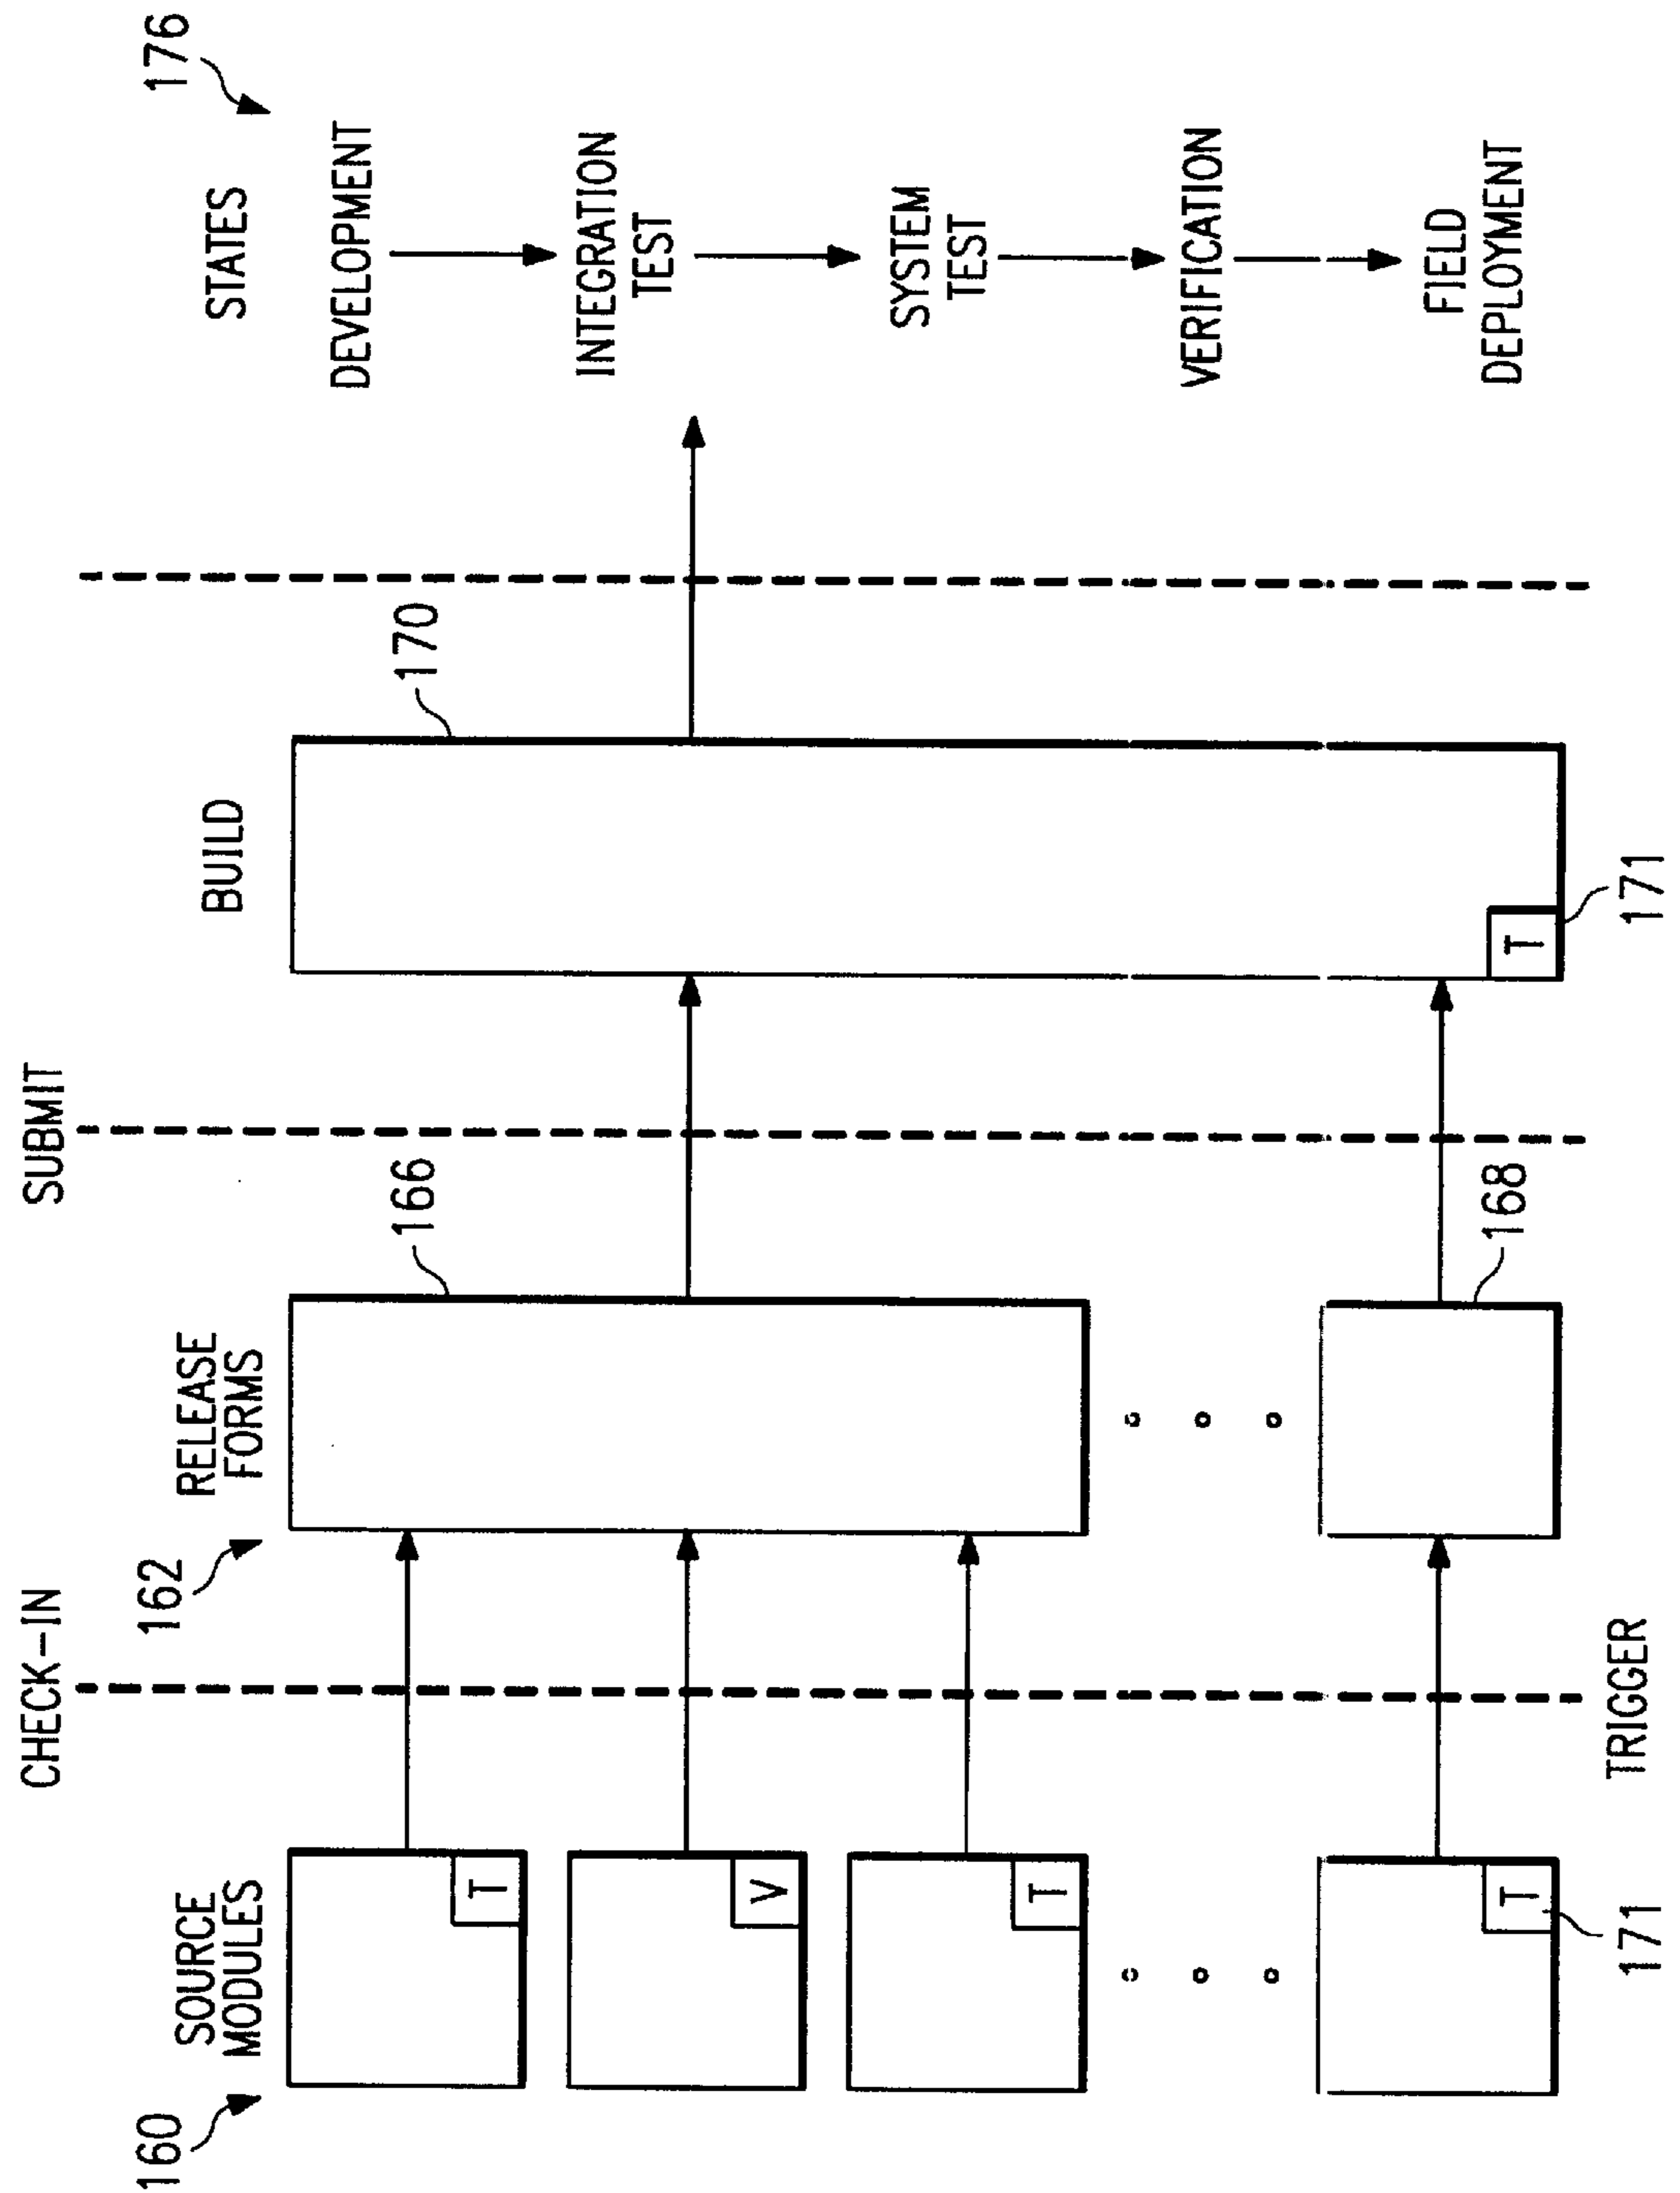 CHECK-IN
SUBMIT
160
SOURCE
MODULES
162
RELEASE
FORMS
BUILD
STATES
176
166
170
T
V
T
T
T
168
171
171
TRIGGER
DEVELOPMENT
INTEGRATION
TEST
SYSTEM
TEST
VERIFICATION
FIELD
DEPLOYMENT